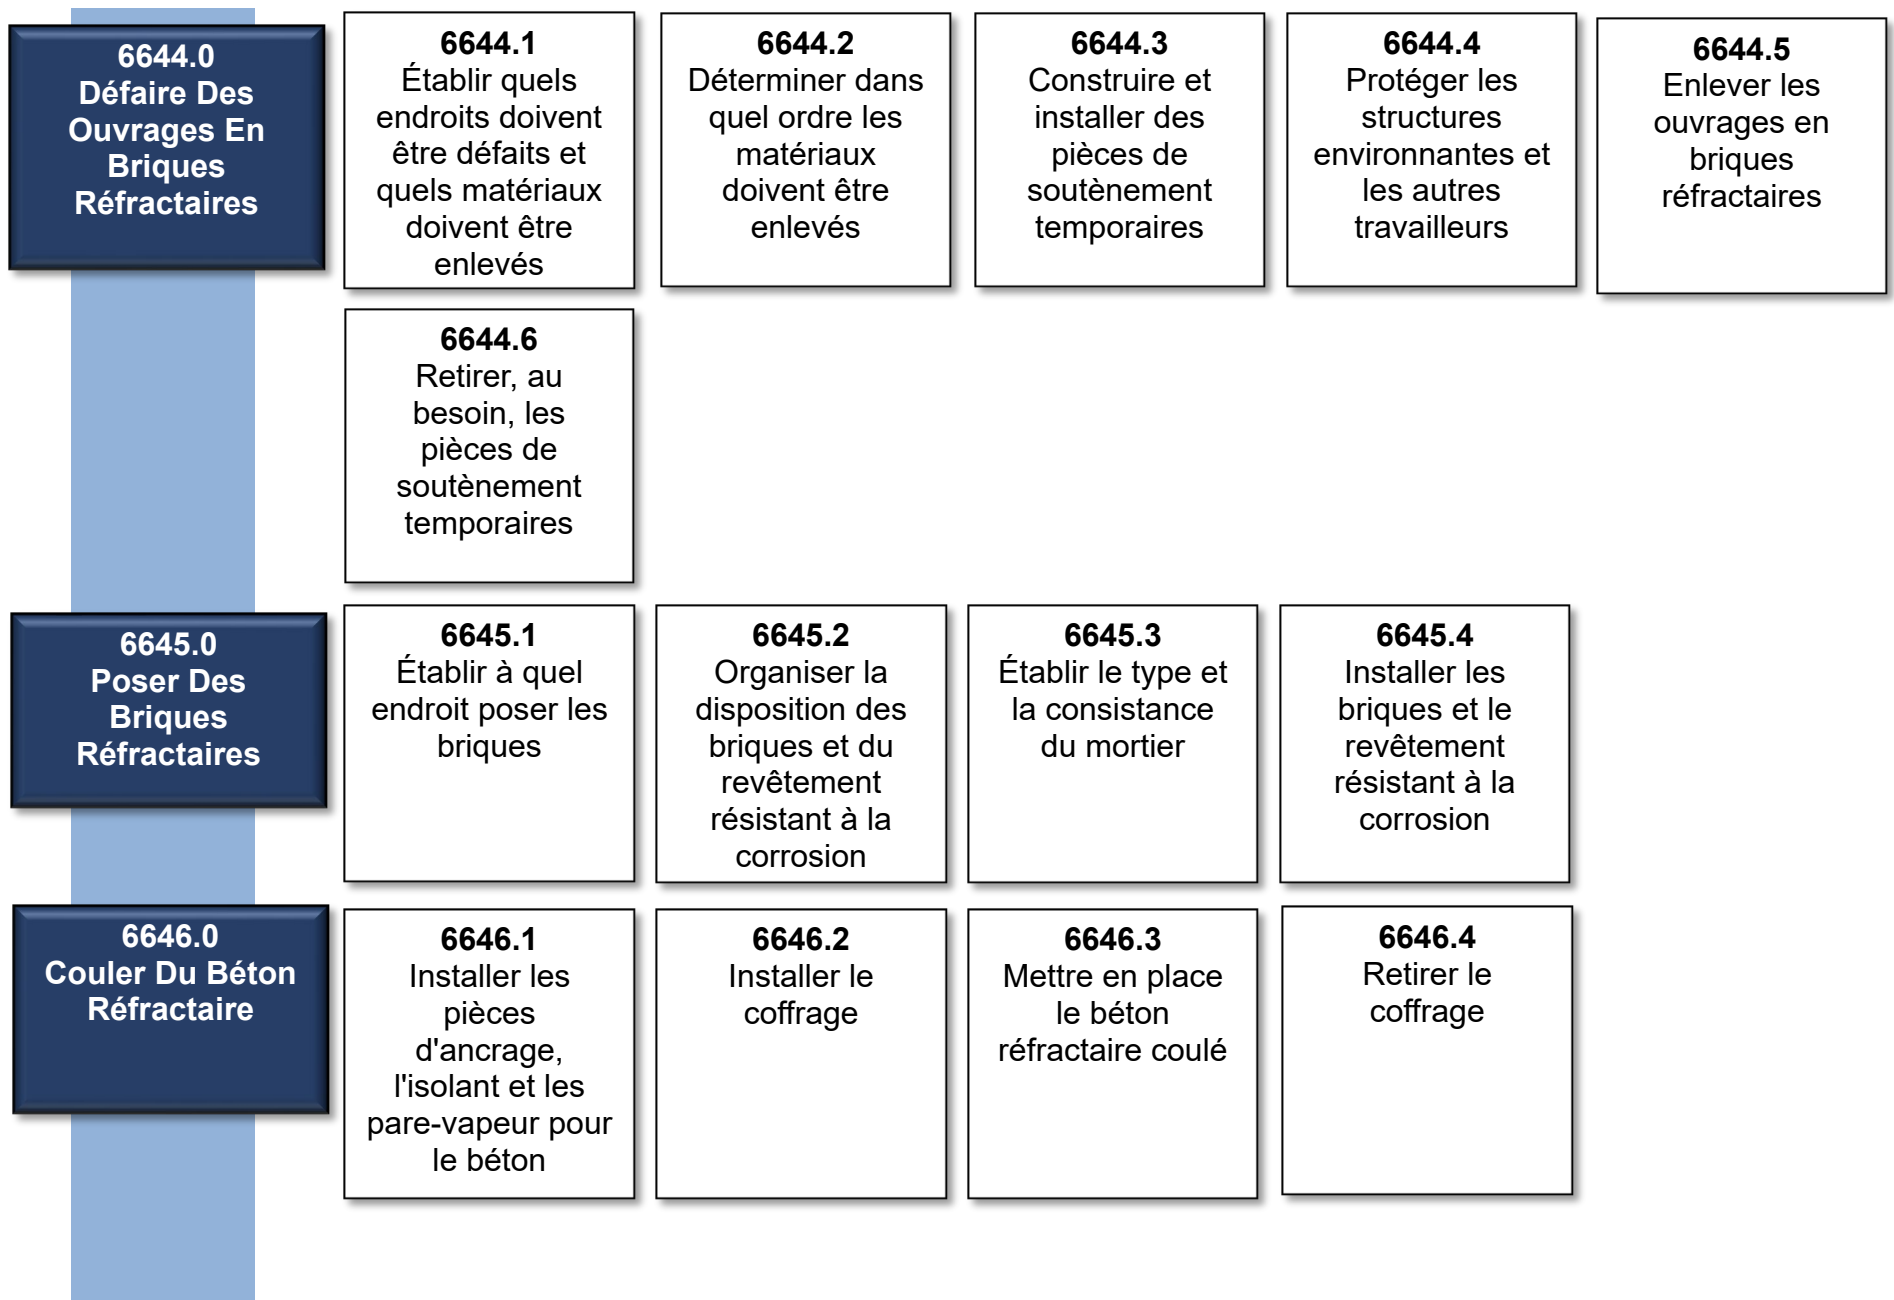 6644.0
Défaire Des
Ouvrages En
Briques
Réfractaires
6644.1
Établir quels
endroits doivent
être défaits et
quels matériaux
doivent être
enlevés
6644.2
Déterminer dans
quel ordre les
matériaux
doivent être
enlevés
6644.3
Construire et
installer des
pièces de
soutènement
temporaires
6644.4
Protéger les
structures
environnantes et
les autres
travailleurs
6644.5
Enlever les
ouvrages en
briques
réfractaires
6644.6
Retirer, au
besoin, les
pièces de
soutènement
temporaires
6645.0
Poser Des
Briques
Réfractaires
6645.1
Établir à quel
endroit poser les
briques
6645.2
Organiser la
disposition des
briques et du
revêtement
résistant à la
corrosion
6645.3
Établir le type et
la consistance
du mortier
6645.4
Installer les
briques et le
revêtement
résistant à la
corrosion
6646.0
Couler Du Béton
Réfractaire
6646.1
Installer les
pièces
d'ancrage,
l'isolant et les
pare-vapeur pour
le béton
6646.2
Installer le
coffrage
6646.3
Mettre en place
le béton
réfractaire coulé
6646.4
Retirer le
coffrage